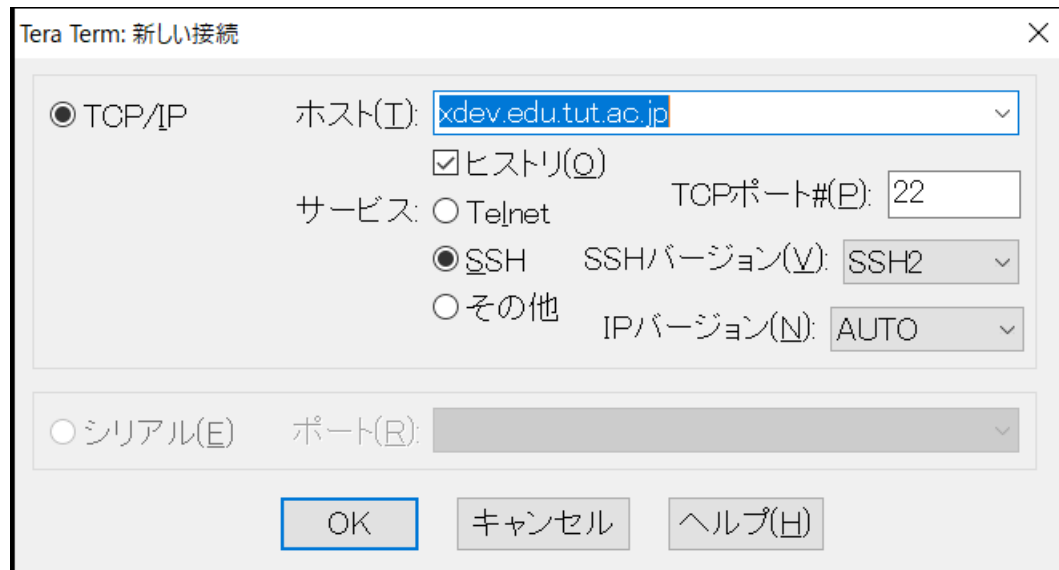 Tera Term: 新しい接続
TCP/IP ホスト(T): xdev.edu.tut.ac.jp
ヒストリ(O)
サービス: Telnet TCPポート#(P): 22
SSH SSHバージョン(V): SSH2
その他 IPバージョン(N): AUTO
シリアル(E) ポート(R):
OK キャンセル ヘルプ(H)